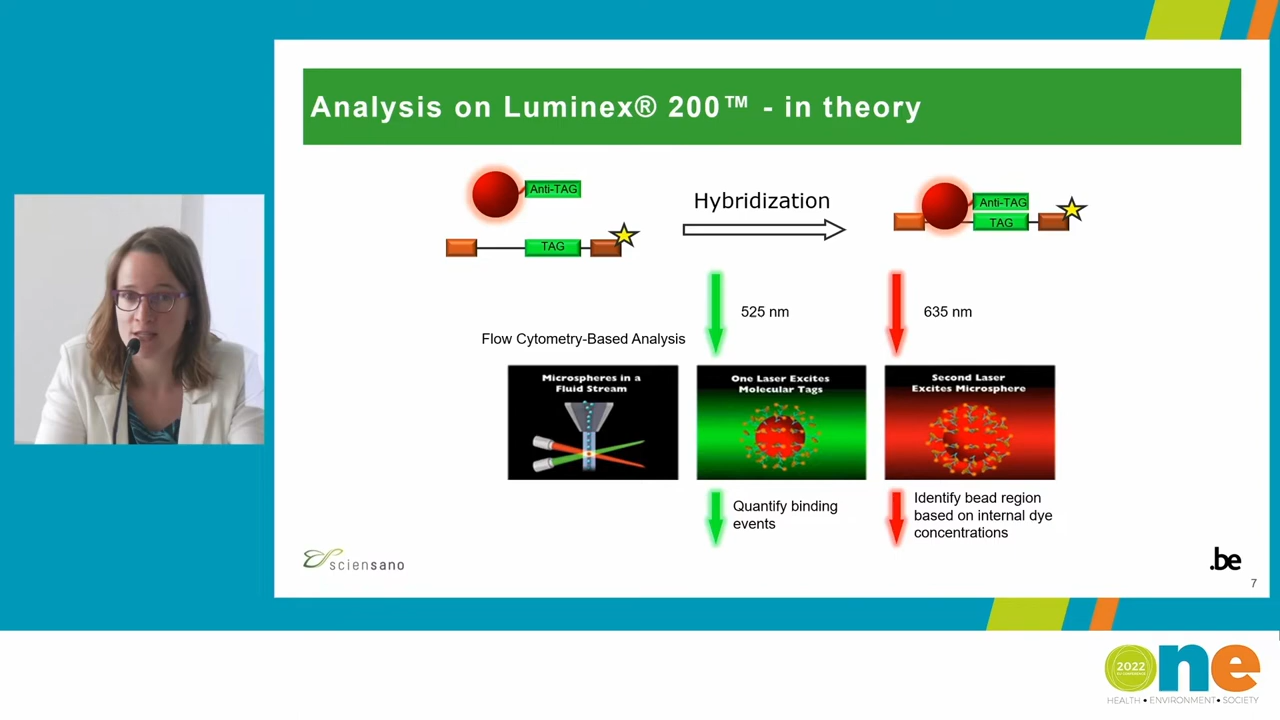 Analysis on Luminex® 200™ - in theory
Anti-TAG
TAG
Hybridization
Anti-TAG
TAG
525 nm
635 nm
Flow Cytometry-Based Analysis
Microspheres in a
Fluid Stream
One Laser Excites
Molecular Tags
Second Laser
Excites Microsphere
Quantify binding
events
Identify bead region
based on internal dye
concentrations
sciensano
.be
7
2022
one
HEALTH • ENVIRONMENT • SOCIETY